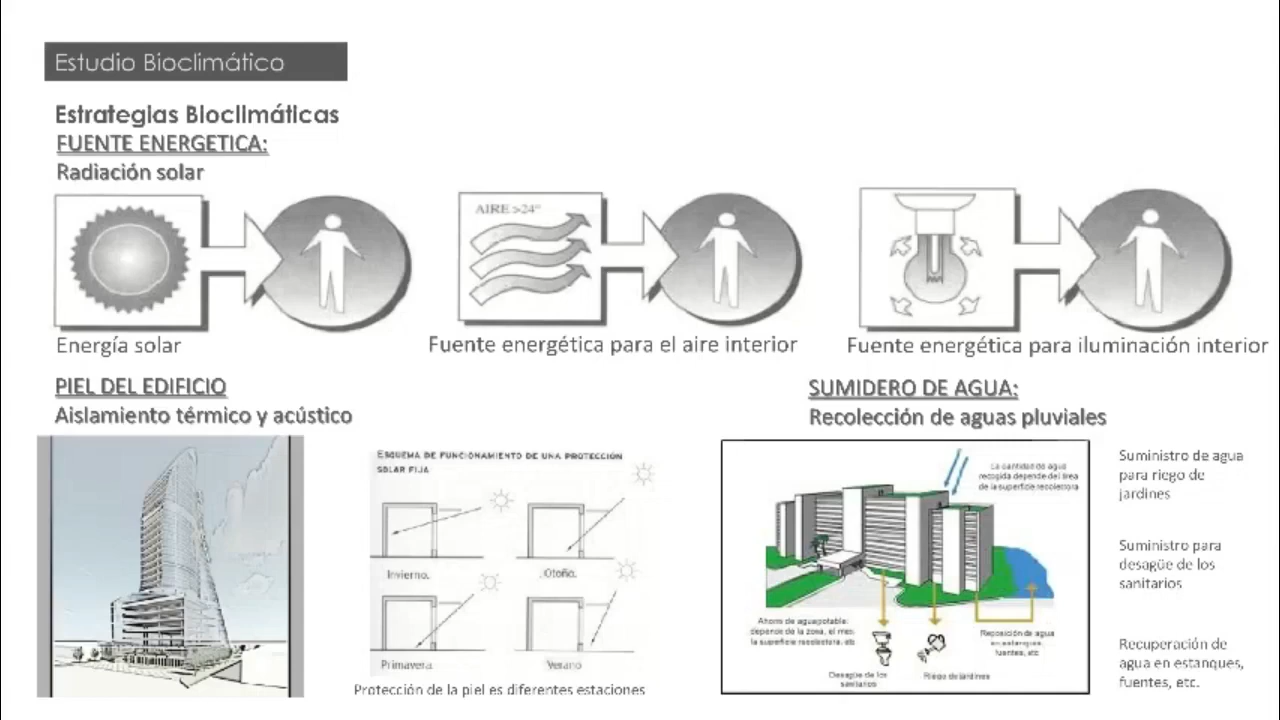 Estudio Bioclimático
Estrategias Bioclimáticas
FUENTE ENERGETICA:
Radiación solar
AIRE >24°
Energía solar
Fuente energética para el aire interior
Fuente energética para iluminación interior
PIEL DEL EDIFICIO
Aislamiento térmico y acústico
ESQUEMA DE FUNCIONAMIENTO DE UNA PROTECCIÓN
SOLAR FIJA
Invierno.
Otoño.
Primavera.
Verano
Protección de la piel es diferentes estaciones
SUMIDERO DE AGUA:
Recolección de aguas pluviales
La cantidad de agua
recogida depende del área
de la superficie recolectora
Ahorro de agua potable:
depende de la zona, el mes,
la superficie recolectora, etc
Desagüe de los
sanitarios
Riego de jardines
Reposición de agua
en estanques,
fuentes, etc
Suministro de agua
para riego de
jardines
Suministro para
desagüe de los
sanitarios
Recuperación de
agua en estanques,
fuentes, etc.